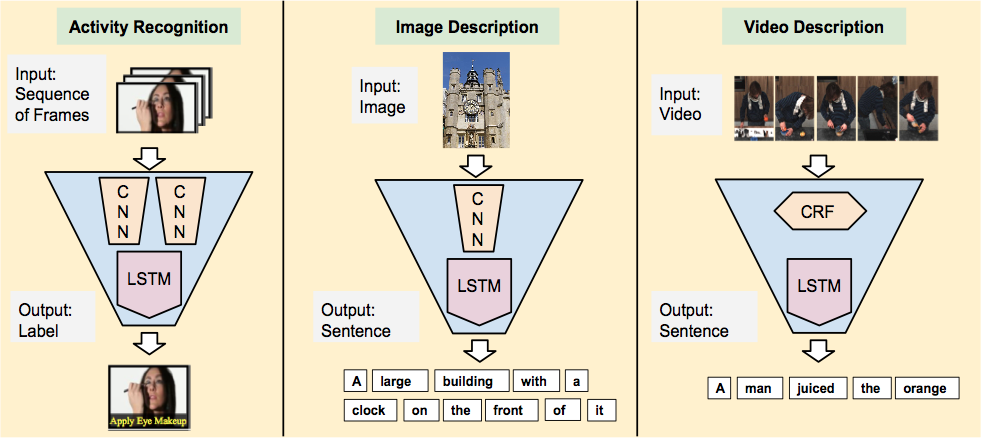 Activity Recognition
Input:
Sequence
of Frames
C C
N N
N N
LSTM
Output:
Label
Apply Eye Makeup
Image Description
Input:
Image
C
N
N
LSTM
Output:
Sentence
A large building with a
clock on the front of it
Video Description
Input:
Video
CRF
LSTM
Output:
Sentence
A man juiced the orange